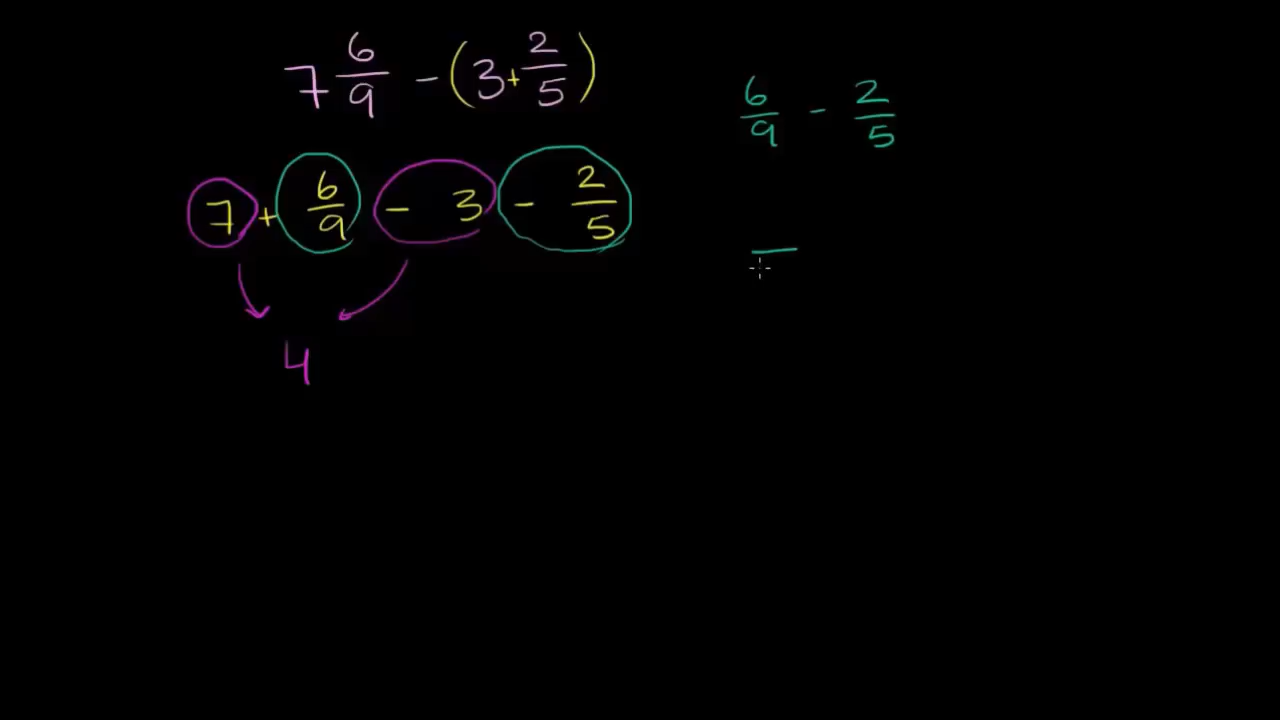 7 6/9 - (3 + 2/5)
6/9 - 2/5
7 + 6/9 - 3 - 2/5
4